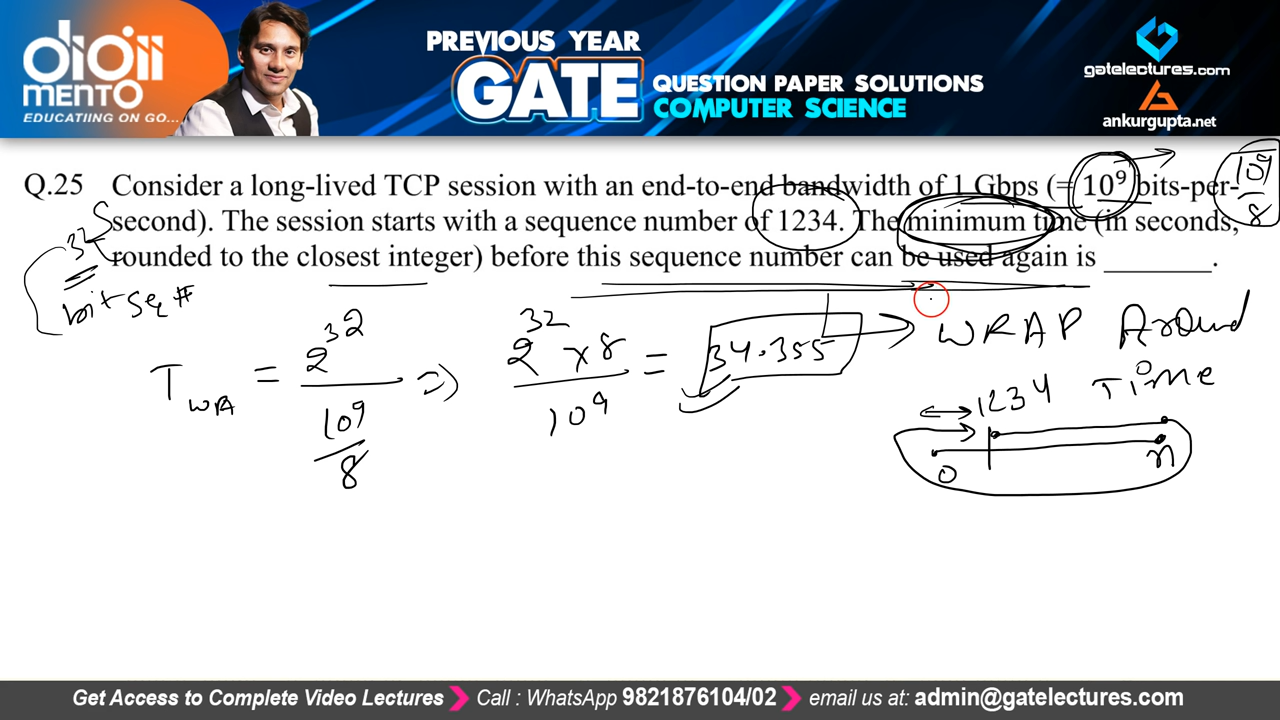 digii
mento
EDUCATIING ON GO...
PREVIOUS YEAR
GATE
QUESTION PAPER SOLUTIONS
COMPUTER SCIENCE
gatelectures.com
ankurgupta.net
Q.25 Consider a long-lived TCP session with an end-to-end bandwidth of 1 Gbps (= 10⁹ bits-per-
second). The session starts with a sequence number of 1234. The minimum time (in seconds,
rounded to the closest integer) before this sequence number can be used again is ________.
10⁹/8
32
bit Seq #
T_WA = 2³² / (10⁹/8) => 2³² × 8 / 10⁹ = 34.355
WRAP Around
Time
1234
0 n
Get Access to Complete Video Lectures Call : WhatsApp 9821876104/02 email us at: admin@gatelectures.com